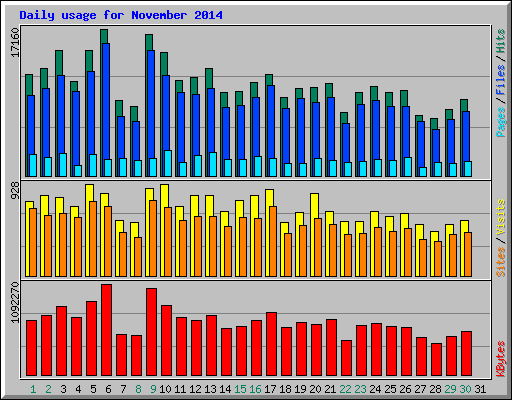 Daily usage for November 2014
17160
Pages / Files / Hits
928
Sites / Visits
1092270
KBytes
1 2 3 4 5 6 7 8 9 10 11 12 13 14 15 16 17 18 19 20 21 22 23 24 25 26 27 28 29 30 31